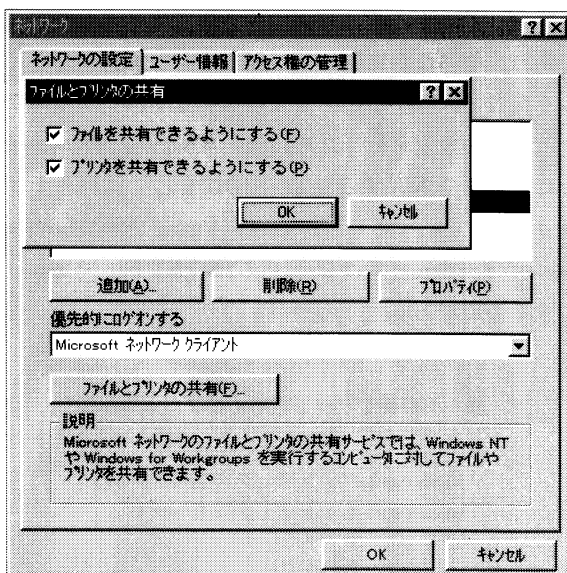 ネットワーク
ネットワークの設定 ユーザー情報 アクセス権の管理
ファイルとプリンタの共有
ファイルを共有できるようにする(F)
プリンタを共有できるようにする(P)
OK キャンセル
追加(A)... 削除(R) プロパティ(P)
優先的にログオンする
Microsoft ネットワーク クライアント
ファイルとプリンタの共有(F)...
説明
Microsoft ネットワークのファイルとプリンタの共有サービスでは、Windows NT
や Windows for Workgroups を実行するコンピュータに対してファイルや
プリンタを共有できます。
OK キャンセル